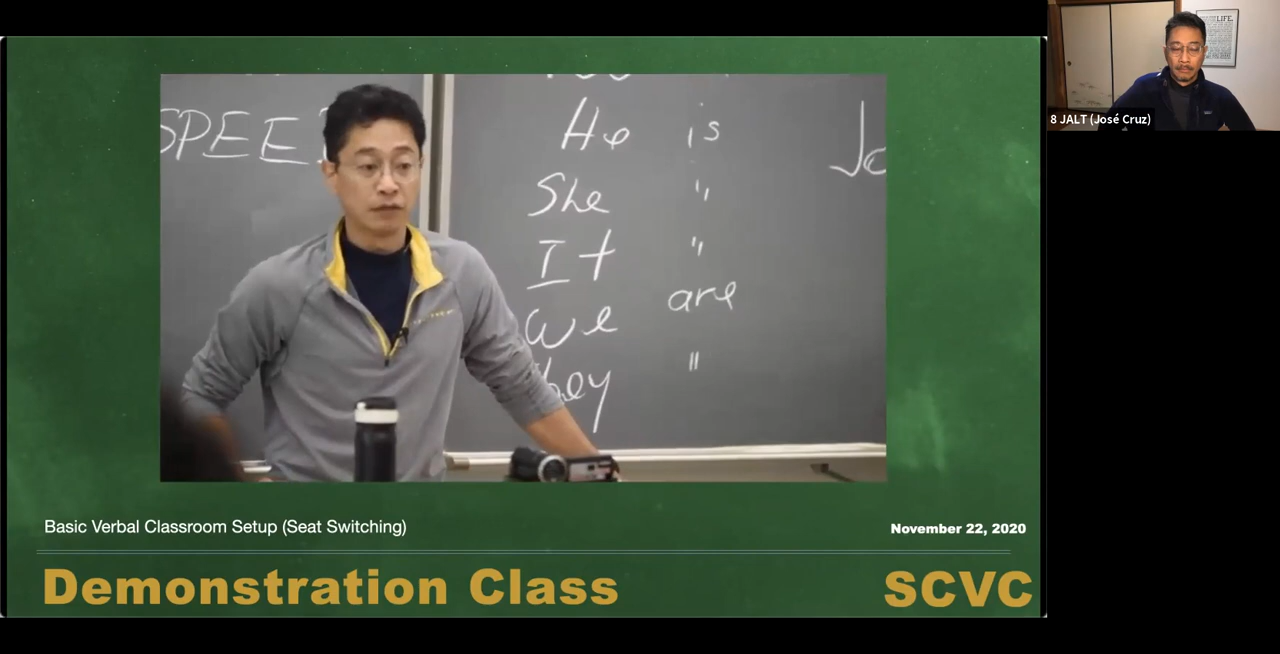 LIFE.
8 JALT (José Cruz)
SPEE
He is
She "
It "
We are
hey "
Jo
Basic Verbal Classroom Setup (Seat Switching)
November 22, 2020
Demonstration Class
SCVC